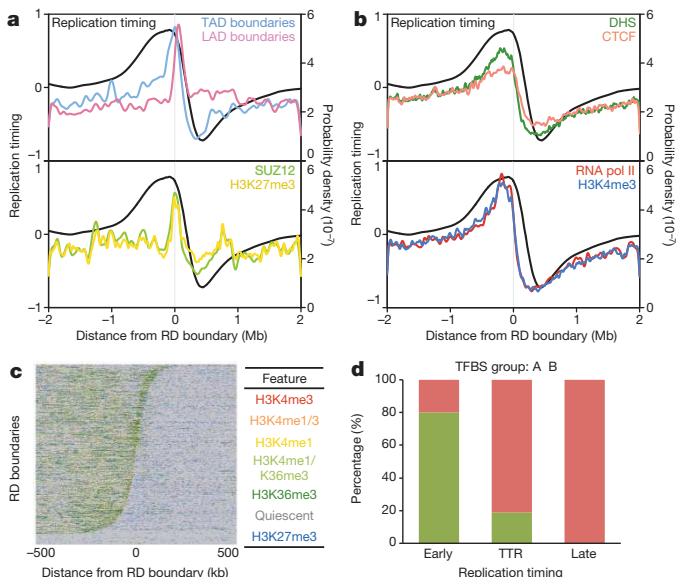 a
Replication timing
TAD boundaries
LAD boundaries
1
0
−1
6
4
2
0
Replication timing
Probability density (10⁻⁷)
SUZ12
H3K27me3
1
0
−1
6
4
2
0
−2
−1
0
1
2
Distance from RD boundary (Mb)
b
Replication timing
DHS
CTCF
1
0
−1
6
4
2
0
Replication timing
Probability density (10⁻⁷)
RNA pol II
H3K4me3
1
0
−1
6
4
2
0
−2
−1
0
1
2
Distance from RD boundary (Mb)
c
RD boundaries
−500
0
500
Distance from RD boundary (kb)
Feature
H3K4me3
H3K4me1/3
H3K4me1
H3K4me1/
K36me3
H3K36me3
Quiescent
H3K27me3
d
TFBS group: A B
Percentage (%)
100
80
60
40
20
0
Early
TTR
Late
Replication timing